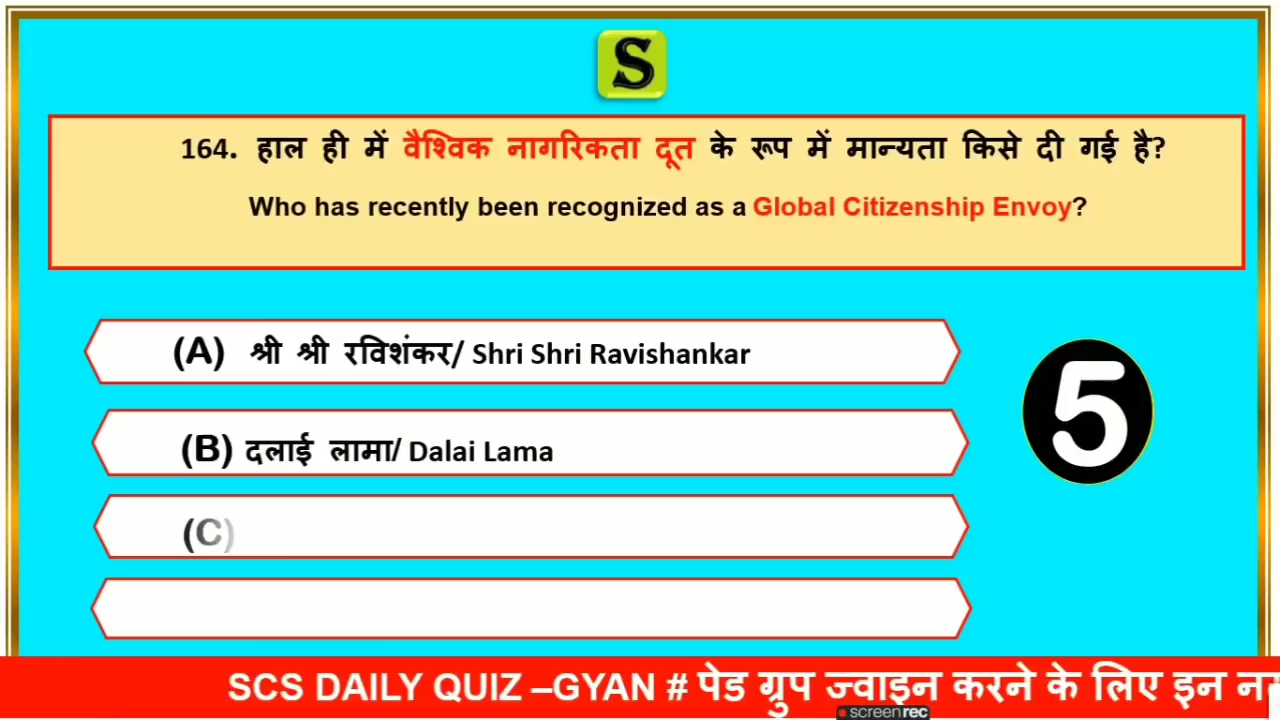 S
164. हाल ही में वैश्विक नागरिकता दूत के रूप में मान्यता किसे दी गई है?
Who has recently been recognized as a Global Citizenship Envoy?
(A) श्री श्री रविशंकर/ Shri Shri Ravishankar
5
(B) दलाई लामा/ Dalai Lama
(C)
SCS DAILY QUIZ –GYAN # पेड ग्रुप ज्वाइन करने के लिए इन
screenrec